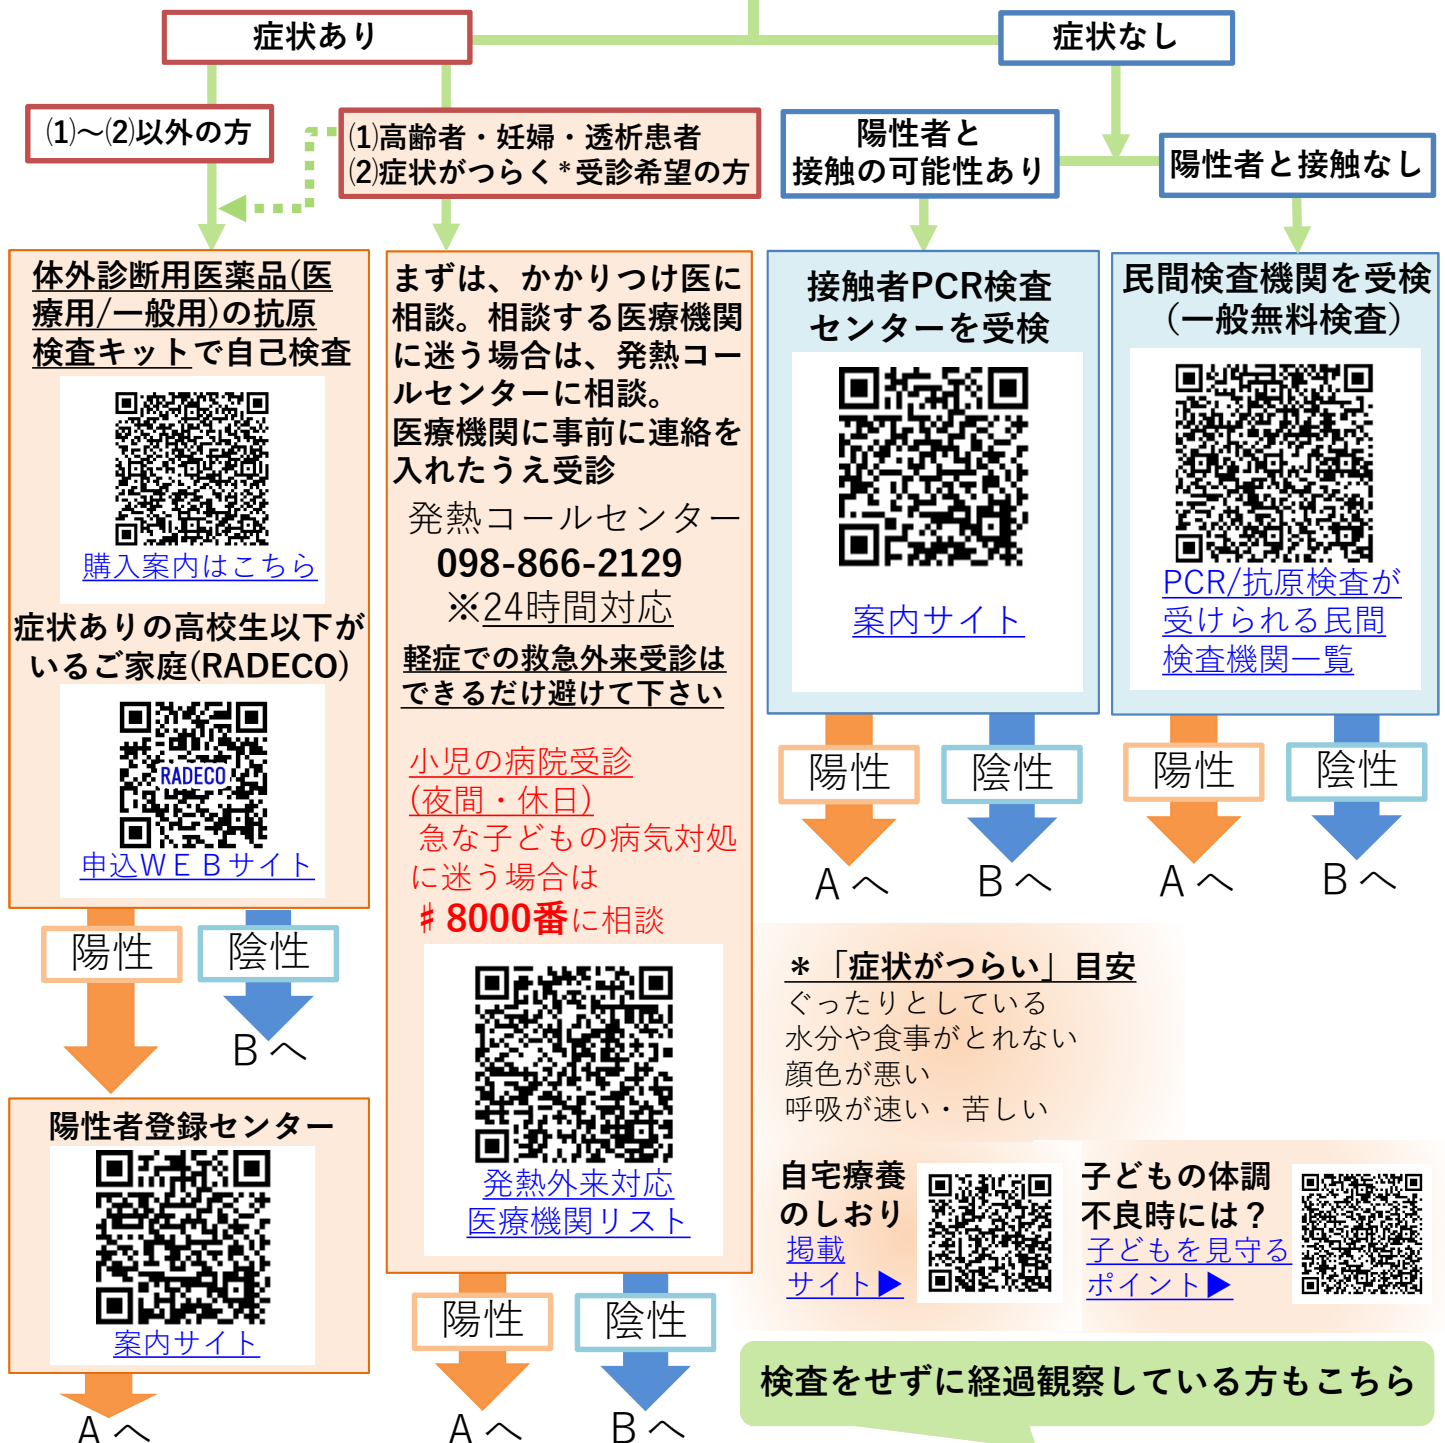 症状あり
症状なし
⑴～⑵以外の方
⑴高齢者・妊婦・透析患者
⑵症状がつらく*受診希望の方
陽性者と
接触の可能性あり
陽性者と接触なし
体外診断用医薬品(医
療用/一般用)の抗原
検査キットで自己検査
購入案内はこちら
症状ありの高校生以下が
いるご家庭(RADECO)
RADECO
申込ＷＥＢサイト
陽性
陰性
Ｂへ
陽性者登録センター
案内サイト
Ａへ
まずは、かかりつけ医に
相談。相談する医療機関
に迷う場合は、発熱コー
ルセンターに相談。
医療機関に事前に連絡を
入れたうえ受診
発熱コールセンター
098-866-2129
※24時間対応
軽症での救急外来受診は
できるだけ避けて下さい
小児の病院受診
(夜間・休日)
急な子どもの病気対処
に迷う場合は
♯8000番に相談
発熱外来対応
医療機関リスト
陽性
陰性
Ａへ
Ｂへ
接触者PCR検査
センターを受検
案内サイト
陽性
陰性
Ａへ
Ｂへ
民間検査機関を受検
（一般無料検査）
PCR/抗原検査が
受けられる民間
検査機関一覧
陽性
陰性
Ａへ
Ｂへ
＊「症状がつらい」目安
ぐったりとしている
水分や食事がとれない
顔色が悪い
呼吸が速い・苦しい
自宅療養
のしおり
掲載
サイト▶
子どもの体調
不良時には？
子どもを見守る
ポイント▶
検査をせずに経過観察している方もこちら